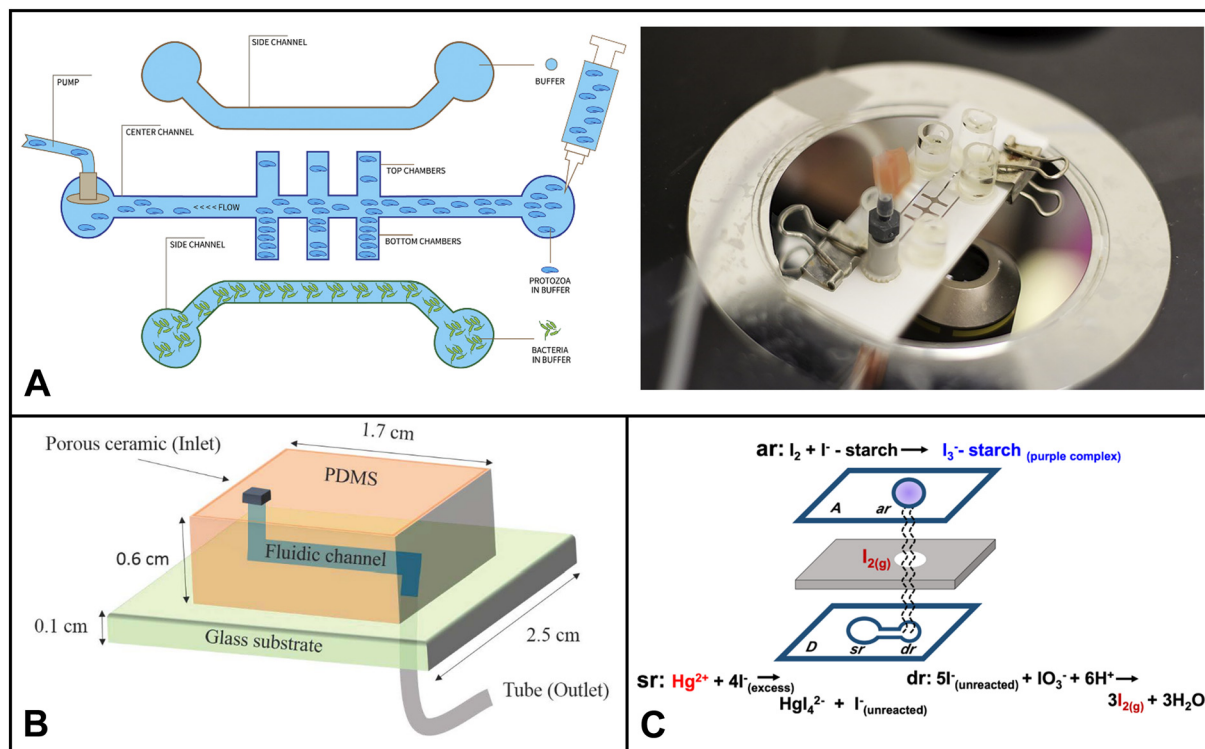 SIDE CHANNEL
PUMP
BUFFER
CENTER CHANNEL
TOP CHAMBERS
<<<< FLOW
SIDE CHANNEL
BOTTOM CHAMBERS
PROTOZOA
IN BUFFER
BACTERIA
IN BUFFER
A
Porous ceramic (Inlet)
1.7 cm
PDMS
0.6 cm
Fluidic channel
0.1 cm
Glass substrate
2.5 cm
Tube (Outlet)
B
ar: I₂ + I⁻ - starch ⟶ I₃⁻- starch (purple complex)
A ar
I₂(g)
D sr dr
sr: Hg²⁺ + 4I⁻(excess) ⟶
HgI₄²⁻ + I⁻(unreacted)
dr: 5I⁻(unreacted) + IO₃⁻ + 6H⁺ ⟶
3I₂(g) + 3H₂O
C